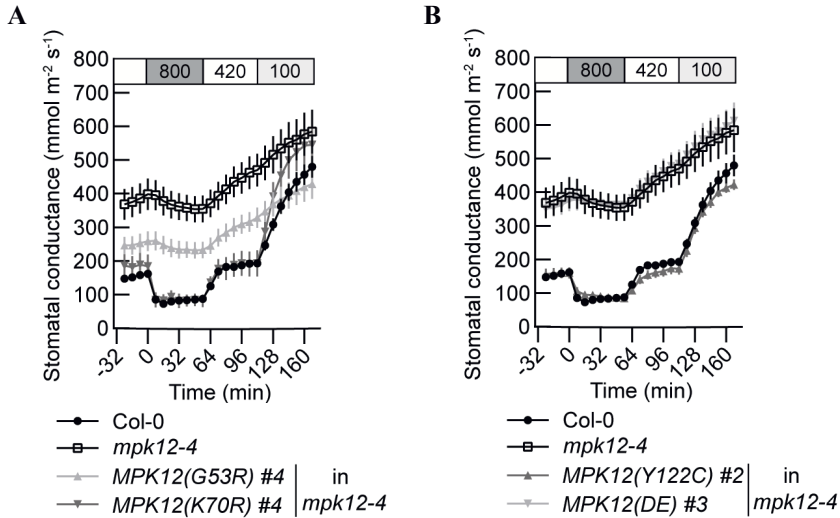 A
Stomatal conductance (mmol m⁻² s⁻¹)
800
700
600
500
400
300
200
100
0
800 420 100
-32 0 32 64 96 128 160
Time (min)
Col-0
mpk12-4
MPK12(G53R) #4
MPK12(K70R) #4
in
mpk12-4
B
Stomatal conductance (mmol m⁻² s⁻¹)
800
700
600
500
400
300
200
100
0
800 420 100
-32 0 32 64 96 128 160
Time (min)
Col-0
mpk12-4
MPK12(Y122C) #2
MPK12(DE) #3
in
mpk12-4